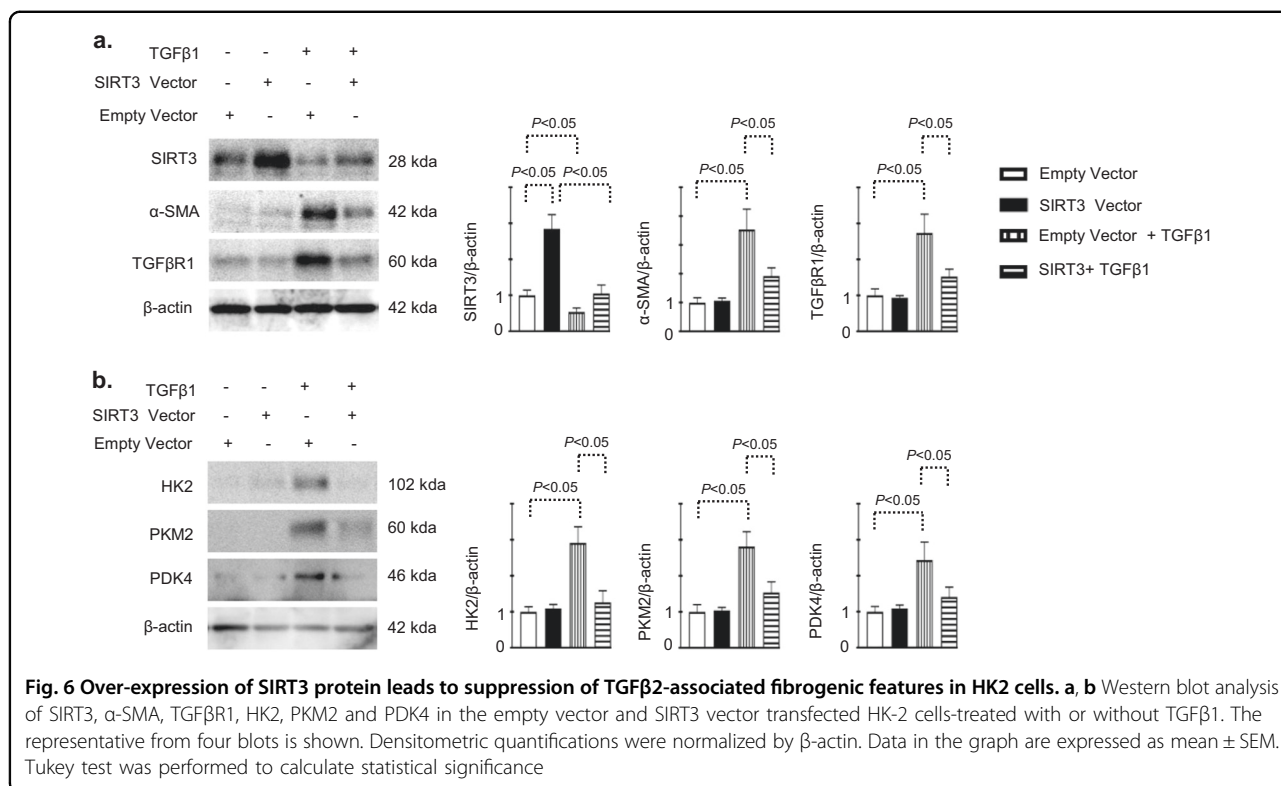 a.
TGFβ1 - - + +
SIRT3 Vector - + - +
Empty Vector + - + -
SIRT3 28 kda
α-SMA 42 kda
TGFβR1 60 kda
β-actin 42 kda
P<0.05
P<0.05 P<0.05
SIRT3/β-actin
1
0
P<0.05
P<0.05
α-SMA/β-actin
1
0
P<0.05
P<0.05
TGFβR1/β-actin
1
0
Empty Vector
SIRT3 Vector
Empty Vector + TGFβ1
SIRT3+ TGFβ1
b.
TGFβ1 - - + +
SIRT3 Vector - + - +
Empty Vector + - + -
HK2 102 kda
PKM2 60 kda
PDK4 46 kda
β-actin 42 kda
P<0.05
P<0.05
HK2/β-actin
1
0
P<0.05
P<0.05
PKM2/β-actin
1
0
P<0.05
P<0.05
PDK4/β-actin
1
0
Fig. 6 Over-expression of SIRT3 protein leads to suppression of TGFβ2-associated fibrogenic features in HK2 cells. a, b Western blot analysis
of SIRT3, α-SMA, TGFβR1, HK2, PKM2 and PDK4 in the empty vector and SIRT3 vector transfected HK-2 cells-treated with or without TGFβ1. The
representative from four blots is shown. Densitometric quantifications were normalized by β-actin. Data in the graph are expressed as mean ± SEM.
Tukey test was performed to calculate statistical significance